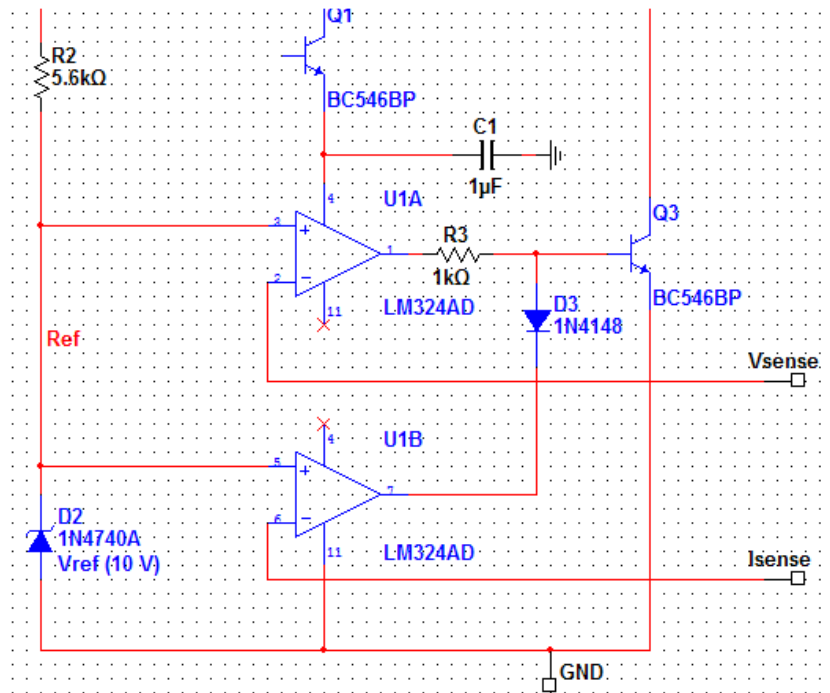 Q1
R2
5.6kΩ
BC546BP
C1
1µF
4
U1A
Q3
3
1
R3
1kΩ
2
11
LM324AD
BC546BP
D3
1N4148
Ref
Vsense
4
U1B
5
7
D2
1N4740A
Vref (10 V)
6
11
LM324AD
Isense
GND